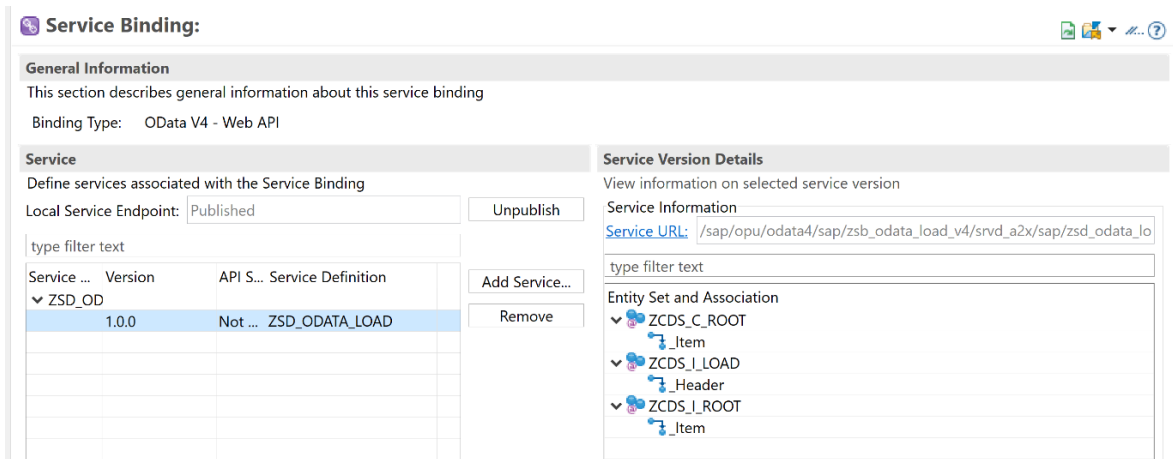 Service Binding:
General Information
This section describes general information about this service binding
Binding Type: OData V4 - Web API
Service
Define services associated with the Service Binding
Local Service Endpoint: Published
Unpublish
type filter text
Service ... Version API S... Service Definition
Add Service...
ZSD_OD
1.0.0 Not ... ZSD_ODATA_LOAD
Remove
Service Version Details
View information on selected service version
Service Information
Service URL: /sap/opu/odata4/sap/zsb_odata_load_v4/srvd_a2x/sap/zsd_odata_lo
type filter text
Entity Set and Association
ZCDS_C_ROOT
_Item
ZCDS_I_LOAD
_Header
ZCDS_I_ROOT
_Item